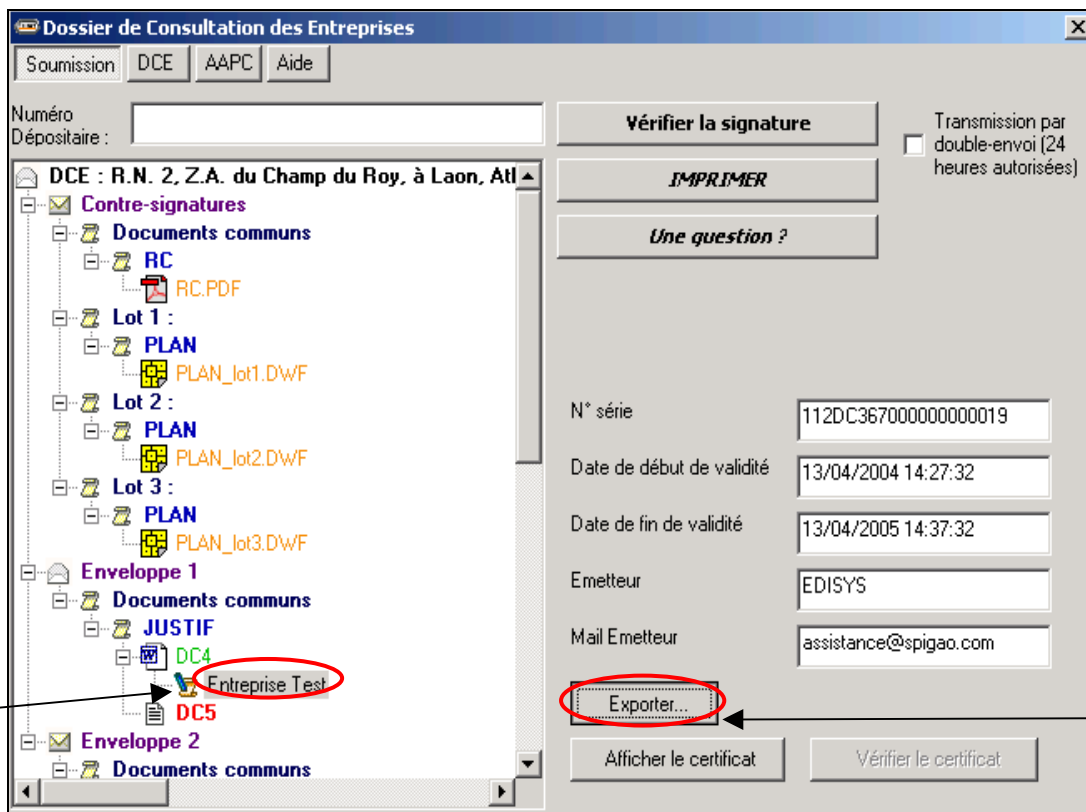 Dossier de Consultation des Entreprises
Soumission DCE AAPC Aide
Numéro
Dépositaire :
DCE : R.N. 2, Z.A. du Champ du Roy, à Laon, Atl
Contre-signatures
Documents communs
RC
RC.PDF
Lot 1 :
PLAN
PLAN_lot1.DWF
Lot 2 :
PLAN
PLAN_lot2.DWF
Lot 3 :
PLAN
PLAN_lot3.DWF
Enveloppe 1
Documents communs
JUSTIF
DC4
Entreprise Test
DC5
Enveloppe 2
Documents communs
Vérifier la signature
IMPRIMER
Une question ?
Transmission par
double-envoi (24
heures autorisées)
N° série 112DC367000000000019
Date de début de validité 13/04/2004 14:27:32
Date de fin de validité 13/04/2005 14:37:32
Emetteur EDISYS
Mail Emetteur assistance@spigao.com
Exporter...
Afficher le certificat Vérifier le certificat